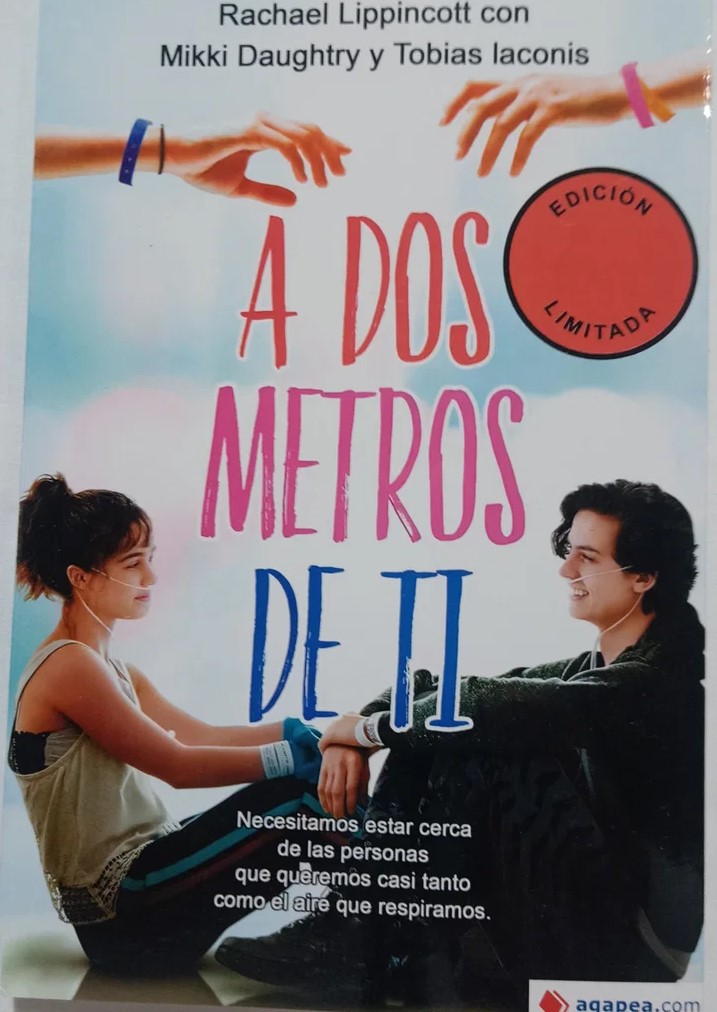 Rachael Lippincott con
Mikki Daughtry y Tobias Iaconis
EDICIÓN
LIMITADA
A DOS
METROS
DE TI
Necesitamos estar cerca
de las personas
que queremos casi tanto
como el aire que respiramos.
agapea.com